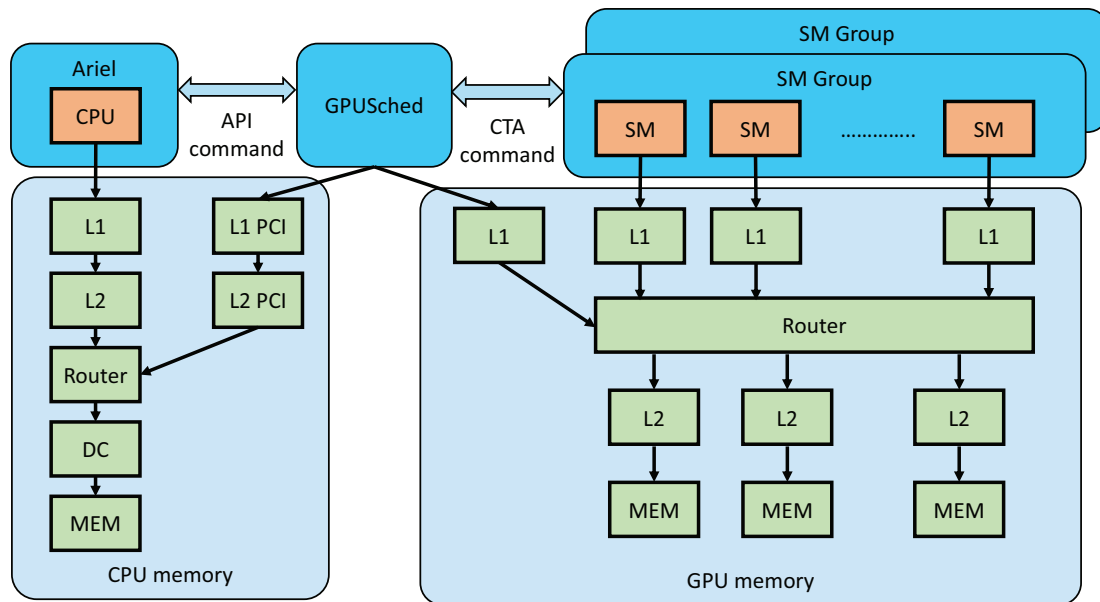 SM Group
SM Group
Ariel
CPU
API
command
GPUSched
CTA
command
SM
SM
…………..
SM
L1
L2
Router
DC
MEM
L1 PCI
L2 PCI
CPU memory
L1
L1
L1
L1
Router
L2
L2
L2
MEM
MEM
MEM
GPU memory